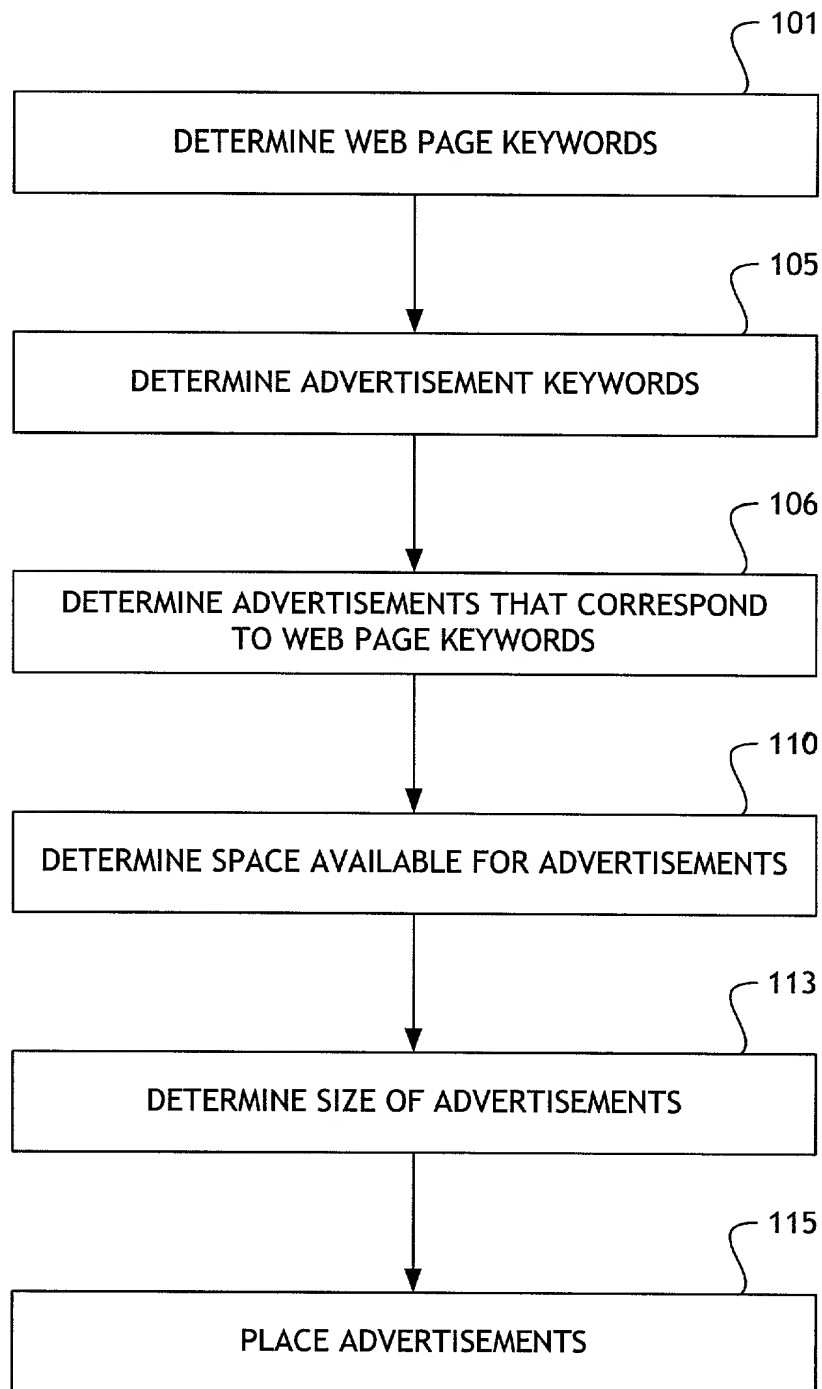 101
DETERMINE WEB PAGE KEYWORDS
105
DETERMINE ADVERTISEMENT KEYWORDS
106
DETERMINE ADVERTISEMENTS THAT CORRESPOND
TO WEB PAGE KEYWORDS
110
DETERMINE SPACE AVAILABLE FOR ADVERTISEMENTS
113
DETERMINE SIZE OF ADVERTISEMENTS
115
PLACE ADVERTISEMENTS